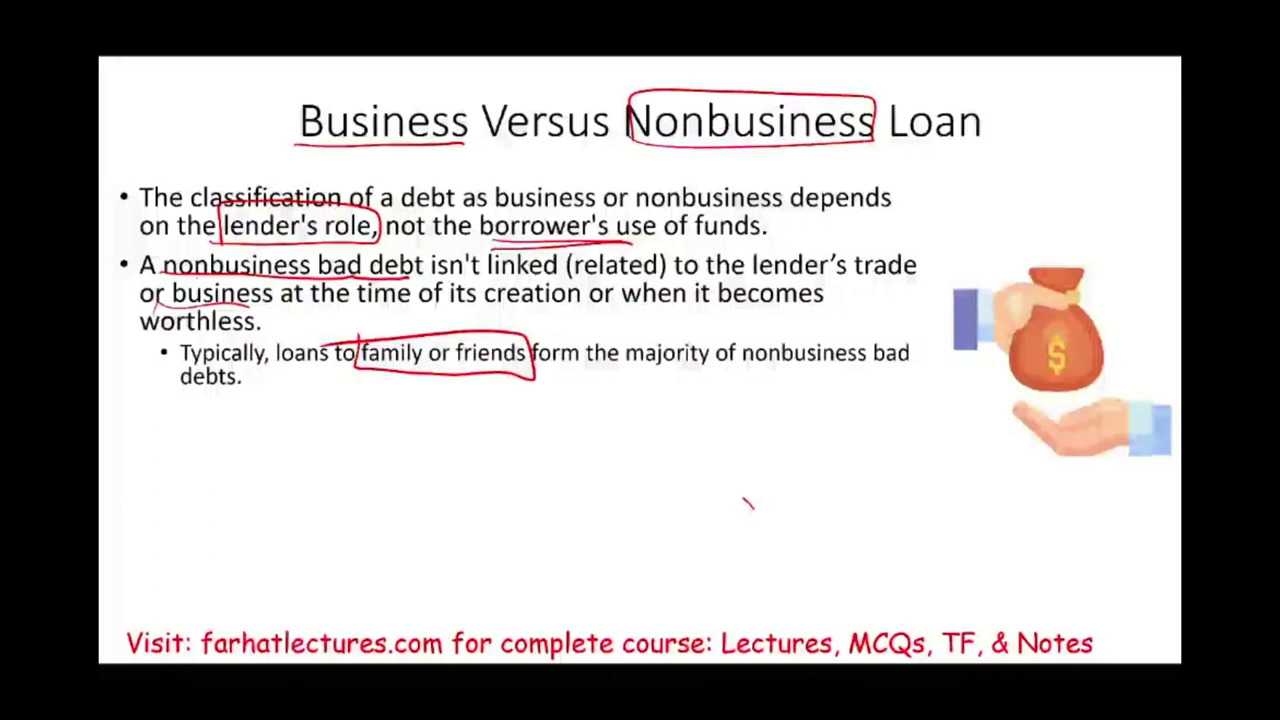 Business Versus Nonbusiness Loan
• The classification of a debt as business or nonbusiness depends
on the lender's role, not the borrower's use of funds.
• A nonbusiness bad debt isn't linked (related) to the lender’s trade
or business at the time of its creation or when it becomes
worthless.
• Typically, loans to family or friends form the majority of nonbusiness bad
debts.
$
Visit: farhatlectures.com for complete course: Lectures, MCQs, TF, & Notes